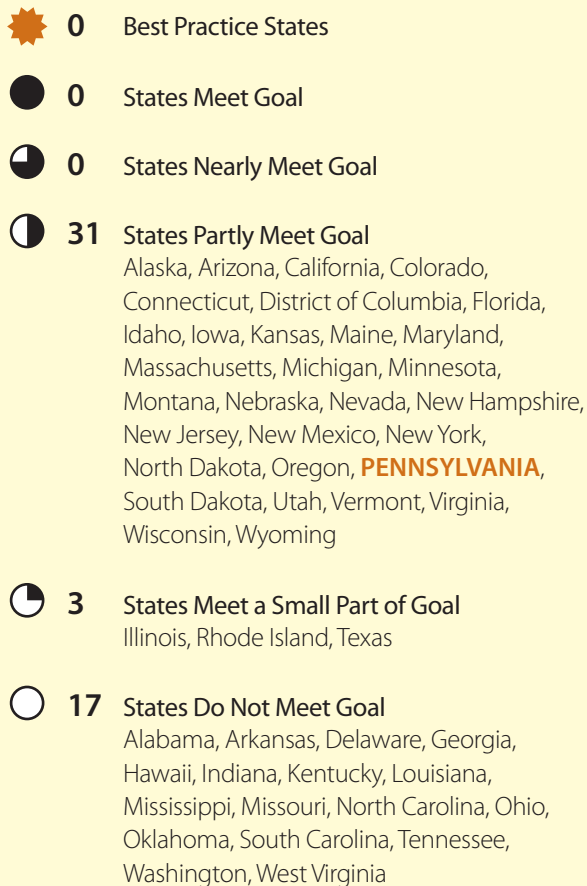 0 Best Practice States
0 States Meet Goal
0 States Nearly Meet Goal
31 States Partly Meet Goal
Alaska, Arizona, California, Colorado,
Connecticut, District of Columbia, Florida,
Idaho, Iowa, Kansas, Maine, Maryland,
Massachusetts, Michigan, Minnesota,
Montana, Nebraska, Nevada, New Hampshire,
New Jersey, New Mexico, New York,
North Dakota, Oregon, PENNSYLVANIA,
South Dakota, Utah, Vermont, Virginia,
Wisconsin, Wyoming
3 States Meet a Small Part of Goal
Illinois, Rhode Island, Texas
17 States Do Not Meet Goal
Alabama, Arkansas, Delaware, Georgia,
Hawaii, Indiana, Kentucky, Louisiana,
Mississippi, Missouri, North Carolina, Ohio,
Oklahoma, South Carolina, Tennessee,
Washington, West Virginia